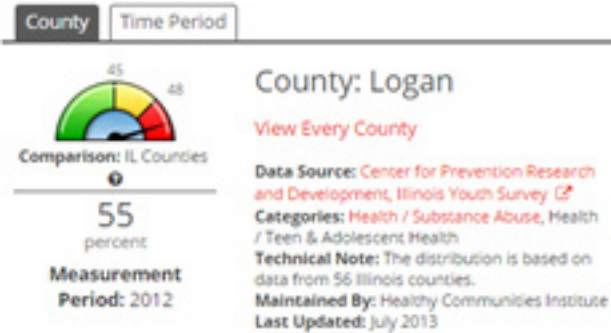 County Time Period
45
48
Comparison: IL Counties
55
percent
Measurement
Period: 2012
County: Logan
View Every County
Data Source: Center for Prevention Research
and Development, Illinois Youth Survey
Categories: Health / Substance Abuse, Health
/ Teen & Adolescent Health
Technical Note: The distribution is based on
data from 56 Illinois counties.
Maintained By: Healthy Communities Institute
Last Updated: July 2013